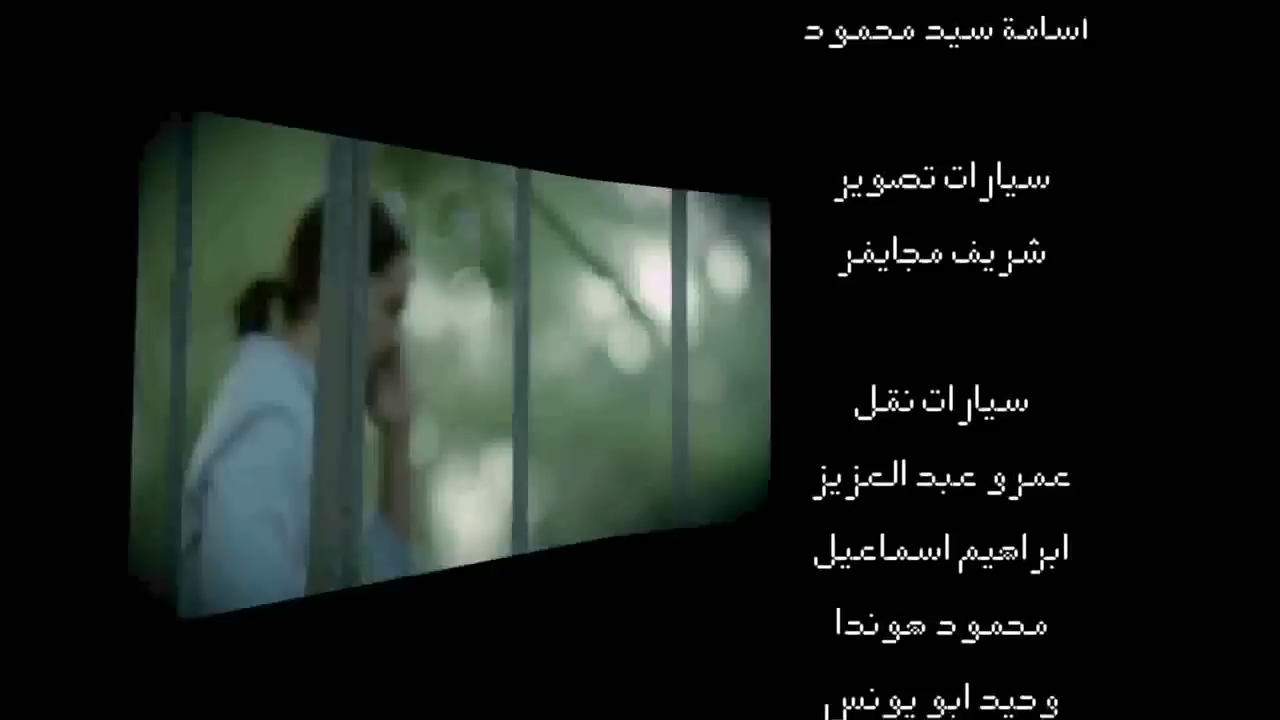 اسامة سيد محمود
سيارات تصوير
شريف مجايفر
سيارات نقل
عمرو عبد العزيز
ابراهيم اسماعيل
محمود هوندا
وحيد ابو يونس